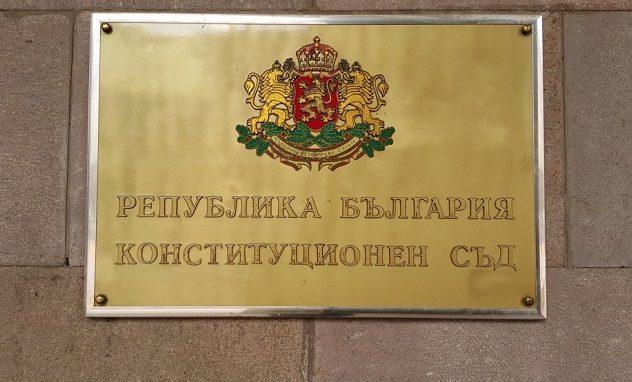 РЕПУБЛИКА БЪЛГАРИЯ
КОНСТИТУЦИОНЕН СЪД